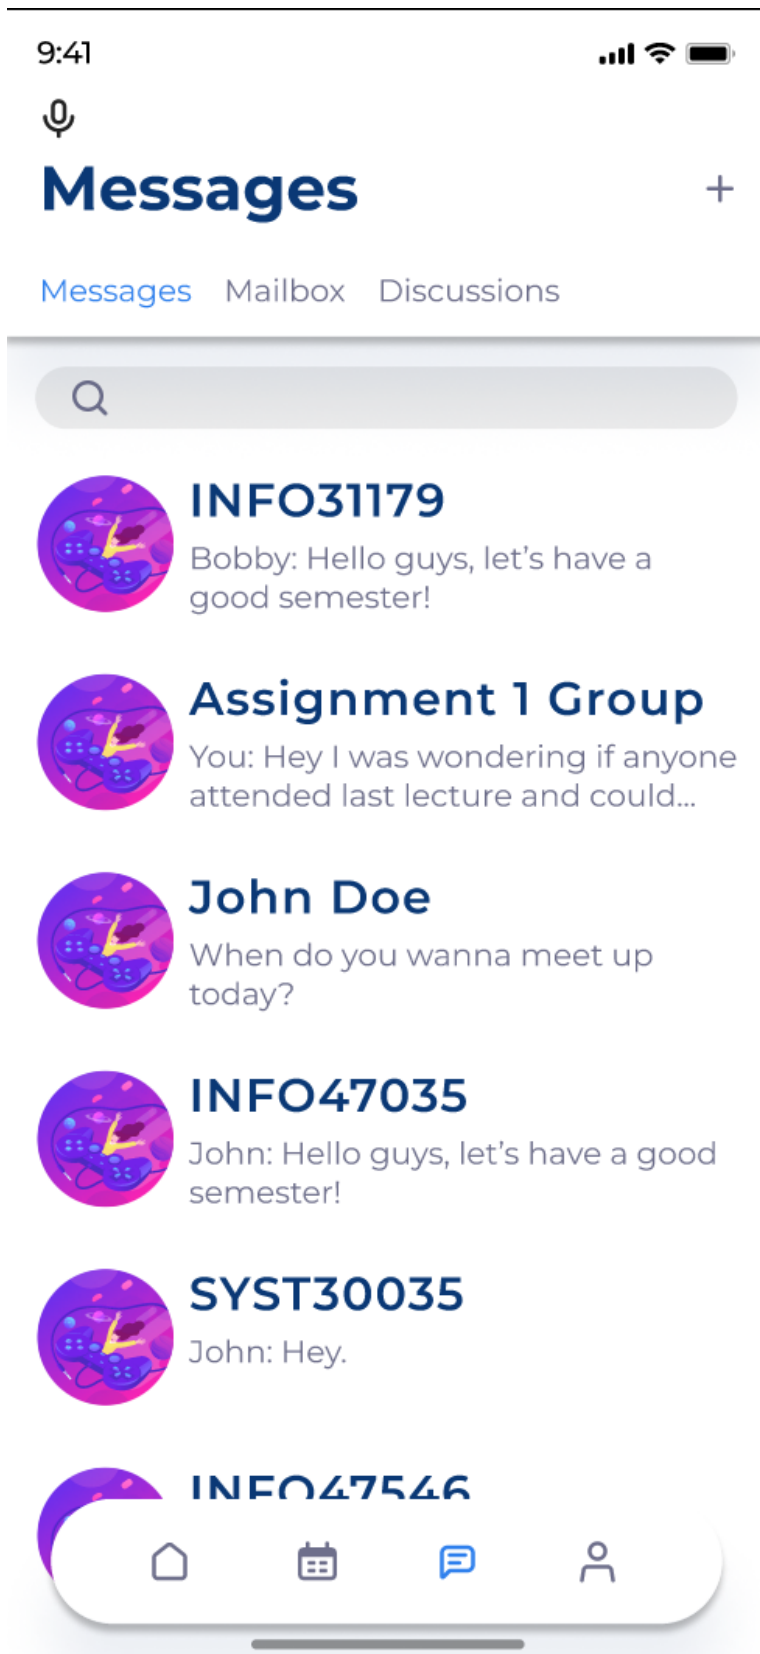 9:41
Messages
Messages Mailbox Discussions
INFO31179
Bobby: Hello guys, let's have a
good semester!
Assignment 1 Group
You: Hey I was wondering if anyone
attended last lecture and could...
John Doe
When do you wanna meet up
today?
INFO47035
John: Hello guys, let's have a good
semester!
SYST30035
John: Hey.
INFO47546